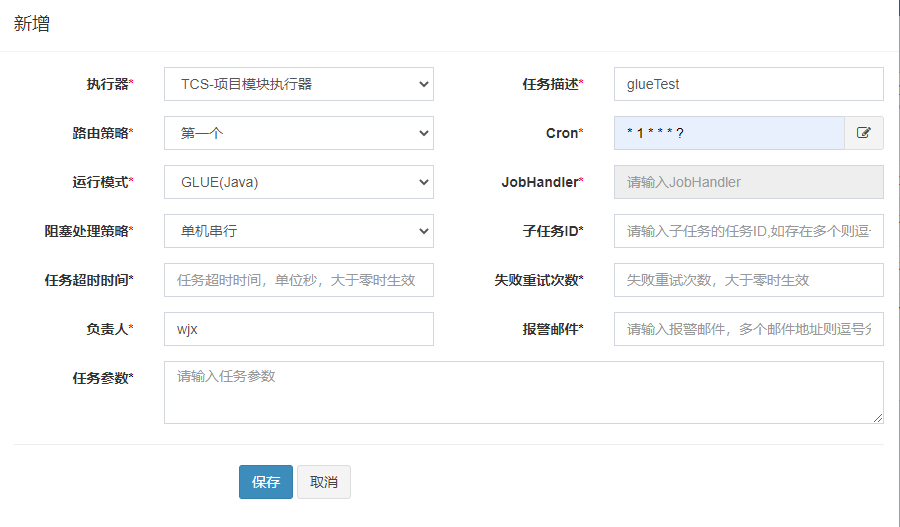 新增
执行器* TCS-项目模块执行器 任务描述* glueTest
路由策略* 第一个 Cron* * 1 * * * ?
运行模式* GLUE(Java) JobHandler* 请输入JobHandler
阻塞处理策略* 单机串行 子任务ID* 请输入子任务的任务ID,如存在多个则逗
任务超时时间* 任务超时时间，单位秒，大于零时生效 失败重试次数* 失败重试次数，大于零时生效
负责人* wjx 报警邮件* 请输入报警邮件，多个邮件地址则逗号分
任务参数* 请输入任务参数
保存 取消